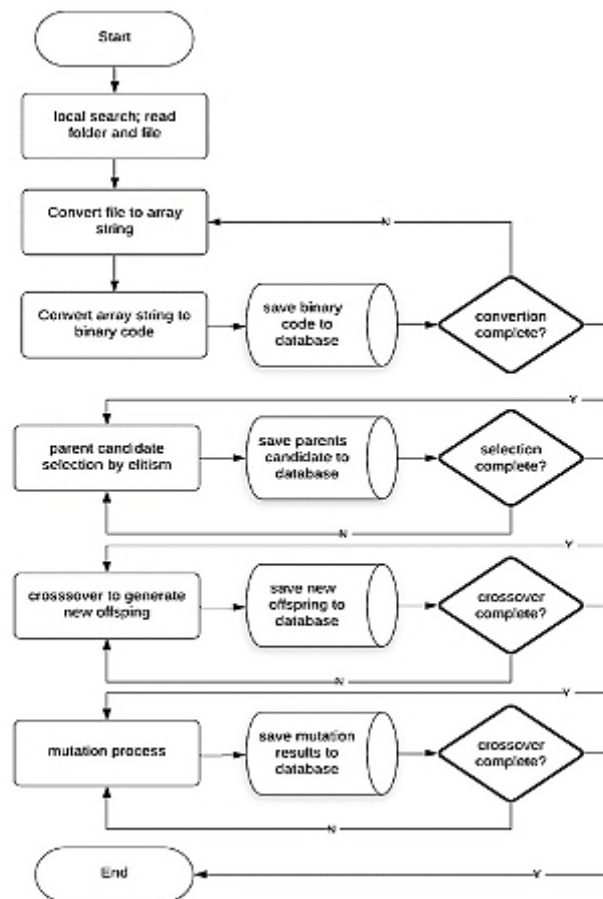 Start
local search; read
folder and file
Convert file to array
string
N
Convert array string to
binary code
save binary
code to
database
convertion
complete?
Y
parent candidate
selection by elitism
save parents
candidate to
database
selection
complete?
N
Y
crosssover to generate
new offsping
save new
offspring to
database
crossover
complete?
N
Y
mutation process
save mutation
results to
database
crossover
complete?
N
End
Y